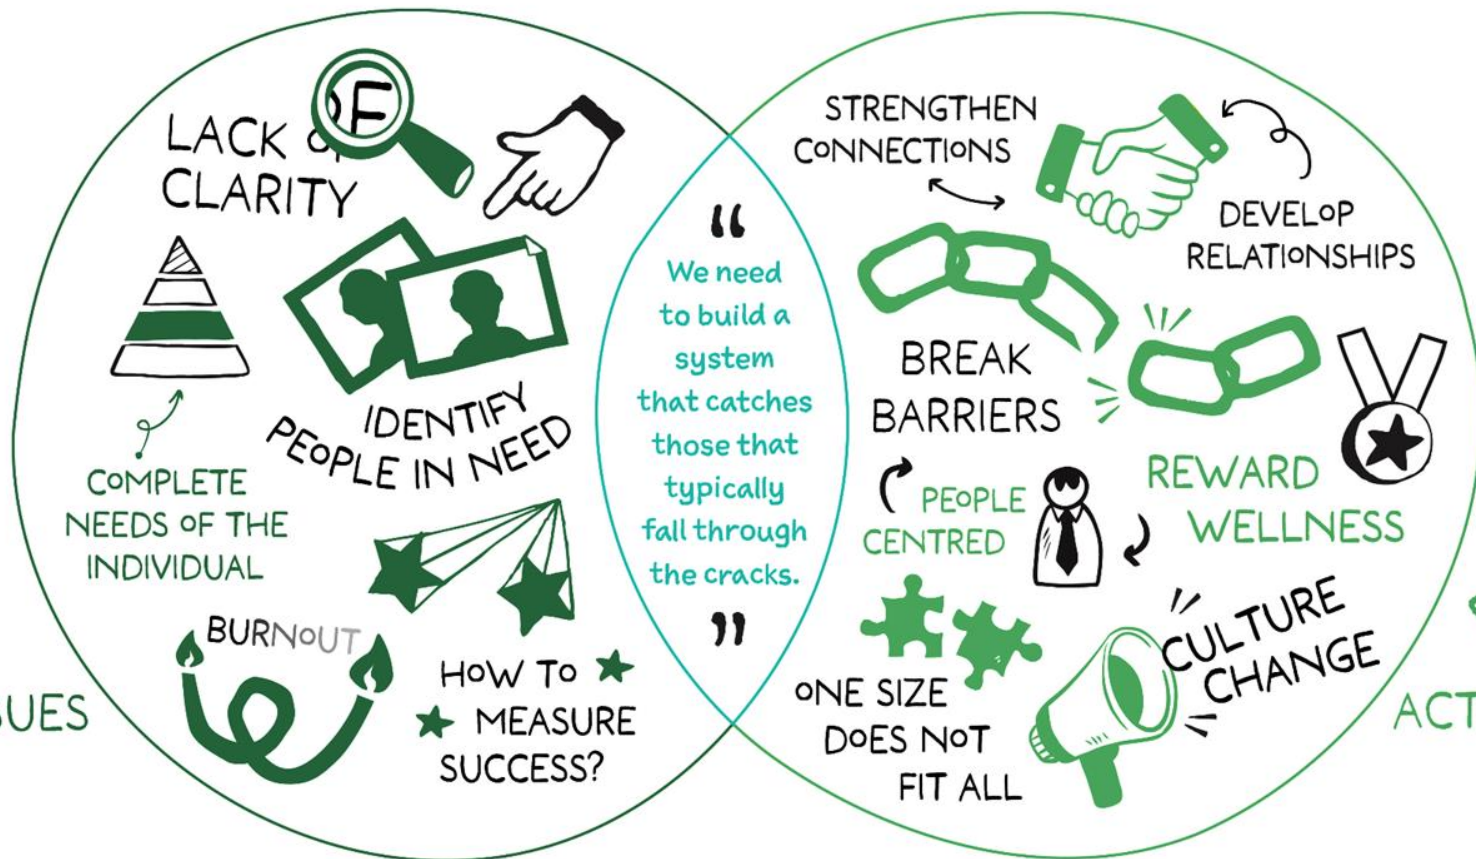 LACK OF
CLARITY
COMPLETE
NEEDS OF THE
INDIVIDUAL
IDENTIFY
PEOPLE IN NEED
BURNOUT
HOW TO
MEASURE
SUCCESS?
“
We need
to build a
system
that catches
those that
typically
fall through
the cracks.
”
STRENGTHEN
CONNECTIONS
DEVELOP
RELATIONSHIPS
BREAK
BARRIERS
PEOPLE
CENTRED
REWARD
WELLNESS
ONE SIZE
DOES NOT
FIT ALL
CULTURE
CHANGE